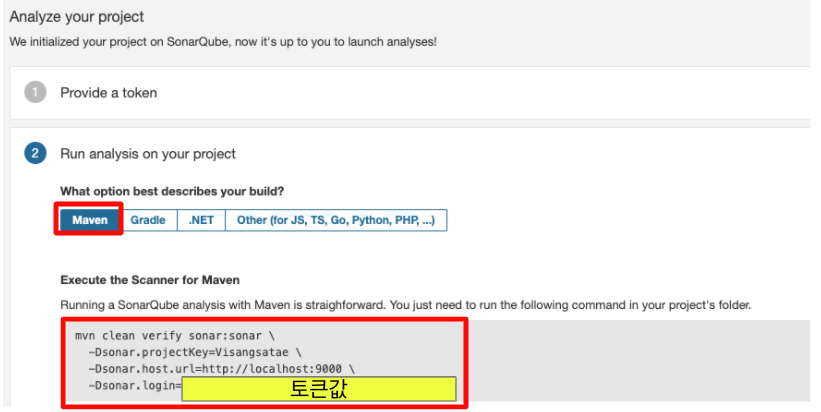 Analyze your project
We initialized your project on SonarQube, now it's up to you to launch analyses!
1 Provide a token
2 Run analysis on your project
What option best describes your build?
Maven Gradle .NET Other (for JS, TS, Go, Python, PHP, ...)
Execute the Scanner for Maven
Running a SonarQube analysis with Maven is straighforward. You just need to run the following command in your project's folder.
mvn clean verify sonar:sonar \
-Dsonar.projectKey=Visangsatae \
-Dsonar.host.url=http://localhost:9000 \
-Dsonar.login= 토큰값